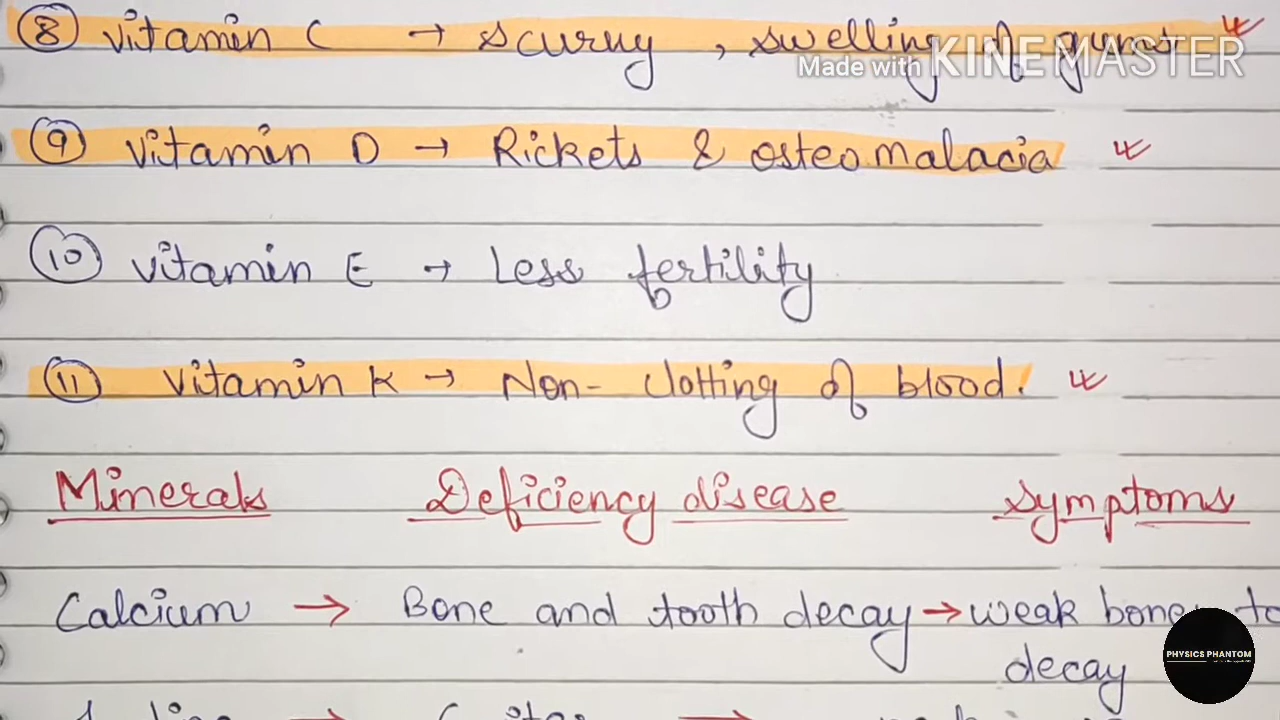 ⑧ Vitamin C → Scurvy , swelling of gums
Made with KINEMASTER
⑨ Vitamin D → Rickets & osteomalacia
⑩ Vitamin E → Less fertility
⑪ Vitamin K → Non- Clotting of blood.
Minerals Deficiency disease Symptoms
Calcium → Bone and tooth decay → weak bones
decay
PHYSICS PHANTOM